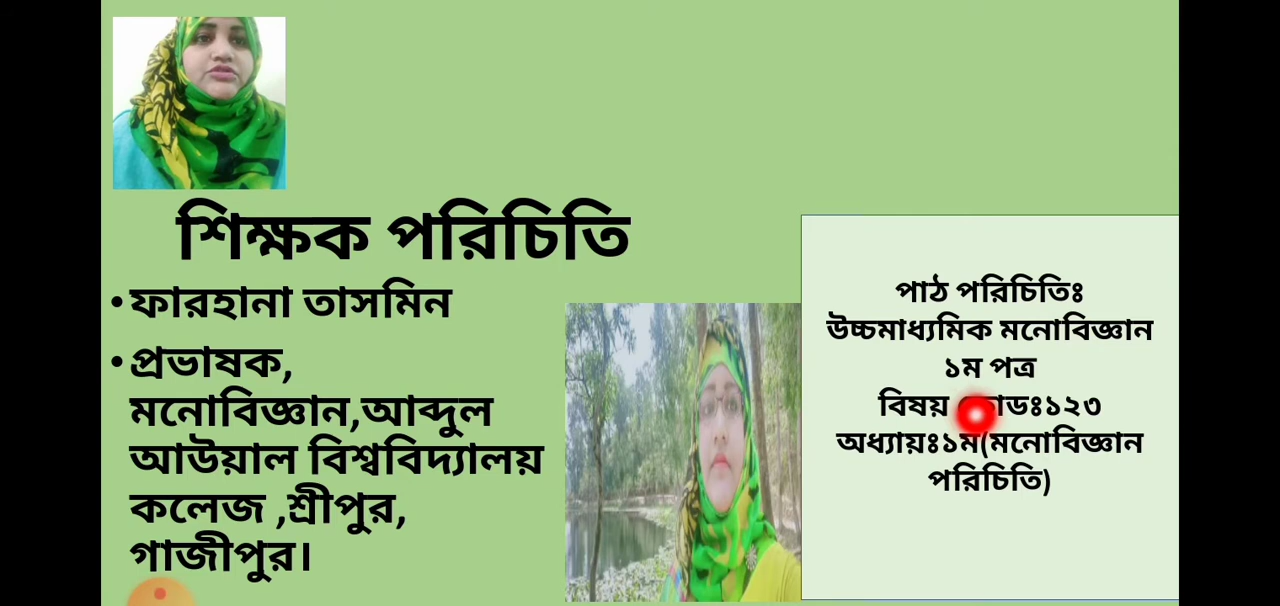 শিক্ষক পরিচিতি
•ফারহানা তাসমিন
•প্রভাষক,
মনোবিজ্ঞান,আব্দুল
আউয়াল বিশ্ববিদ্যালয়
কলেজ ,শ্রীপুর,
গাজীপুর।
পাঠ পরিচিতিঃ
উচ্চমাধ্যমিক মনোবিজ্ঞান
১ম পত্র
বিষয়
অধ্যায়ঃ১ম(মনোবিজ্ঞান
পরিচিতি)